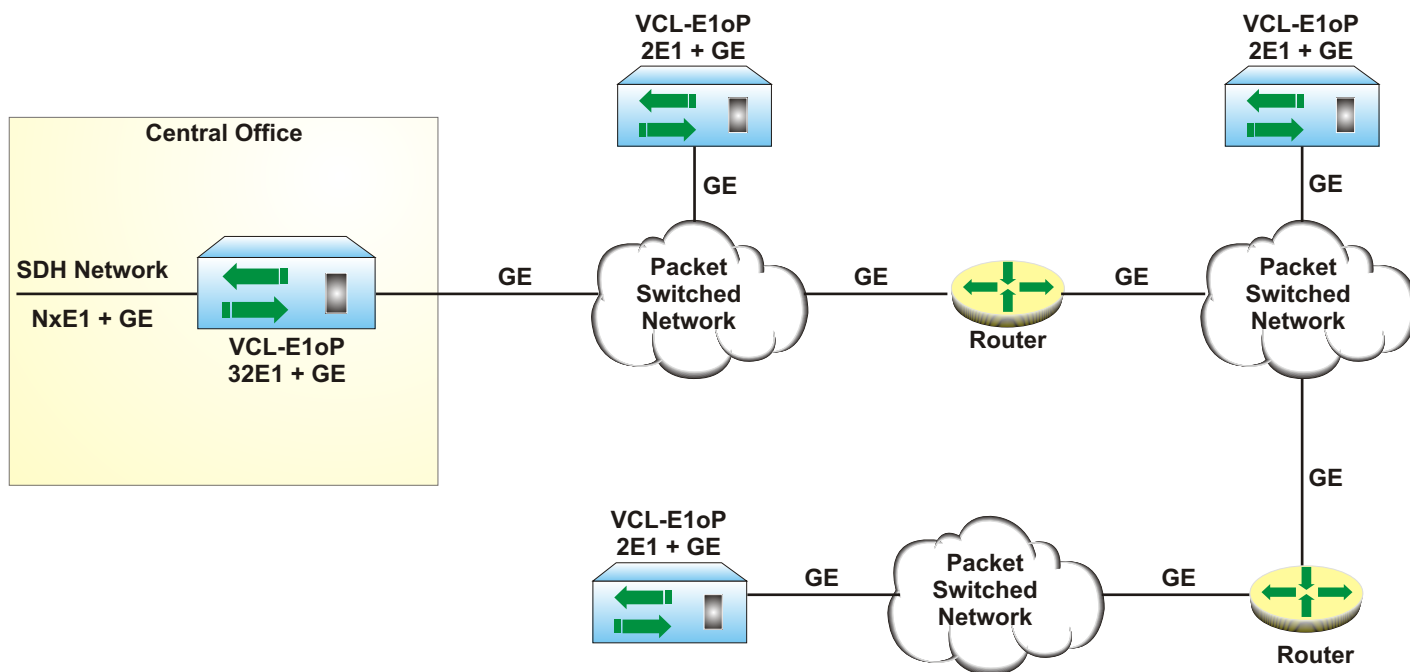 VCL-E1oP
2E1 + GE
VCL-E1oP
2E1 + GE
Central Office
GE
GE
SDH Network
NxE1 + GE
VCL-E1oP
32E1 + GE
GE
Packet
Switched
Network
GE
Router
GE
Packet
Switched
Network
GE
VCL-E1oP
2E1 + GE
GE
Packet
Switched
Network
GE
Router